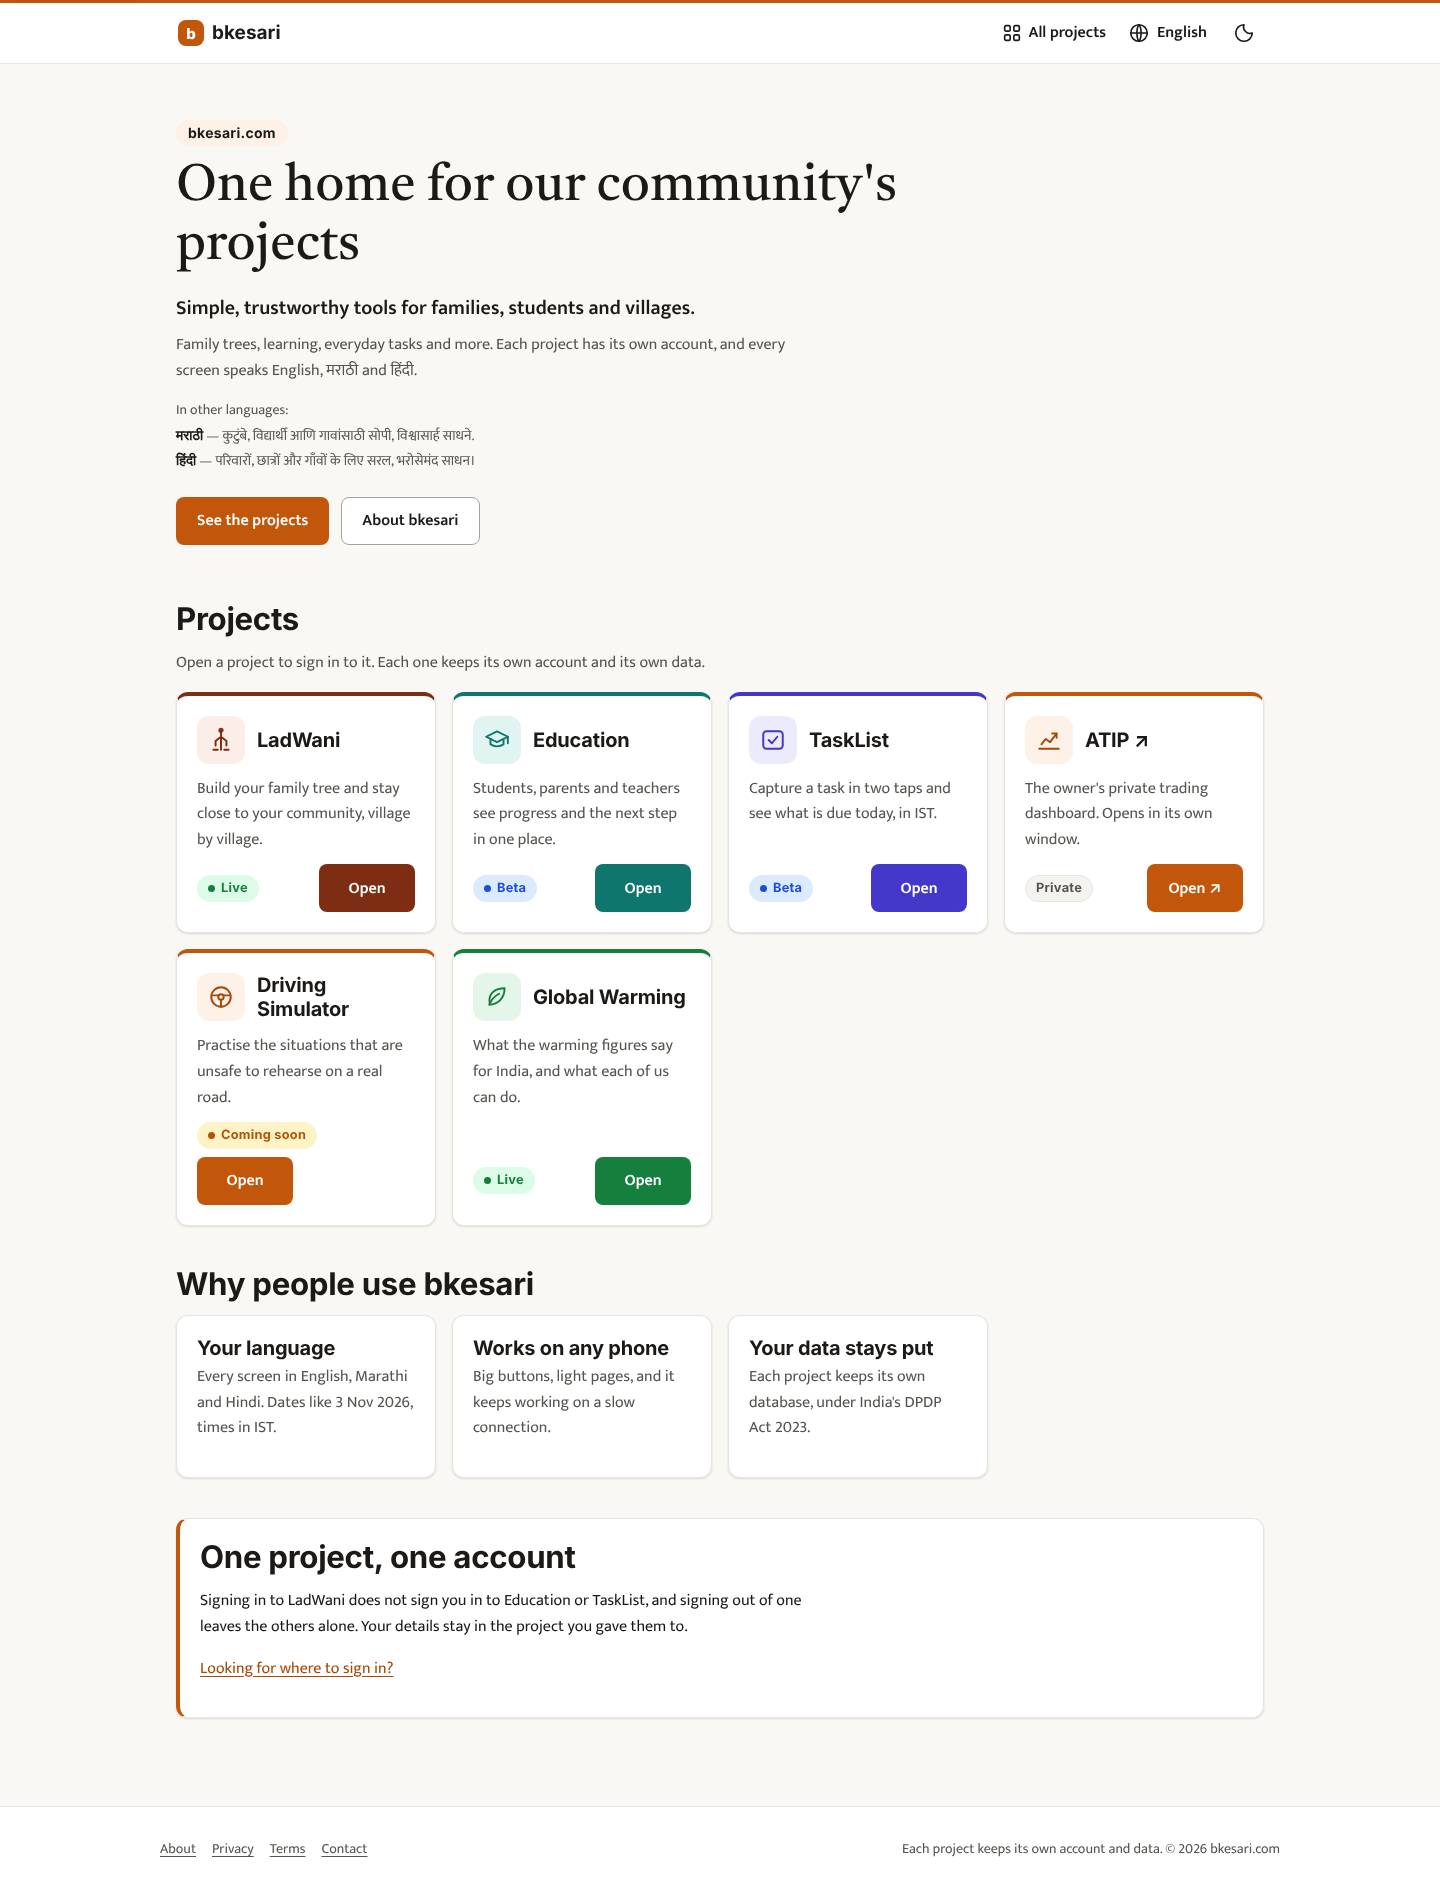 b bkesari
All projects
English
bkesari.com
One home for our community's
projects
Simple, trustworthy tools for families, students and villages.
Family trees, learning, everyday tasks and more. Each project has its own account, and every
screen speaks English, मराठी and हिंदी.
In other languages:
मराठी — कुटुंबे, विद्यार्थी आणि गावांसाठी सोपी, विश्वासार्ह साधने.
हिंदी — परिवारों, छात्रों और गाँवों के लिए सरल, भरोसेमंद साधन।
See the projects
About bkesari
Projects
Open a project to sign in to it. Each one keeps its own account and its own data.
LadWani
Build your family tree and stay
close to your community, village
by village.
Live
Open
Education
Students, parents and teachers
see progress and the next step
in one place.
Beta
Open
TaskList
Capture a task in two taps and
see what is due today, in IST.
Beta
Open
ATIP
The owner's private trading
dashboard. Opens in its own
window.
Private
Open
Driving
Simulator
Practise the situations that are
unsafe to rehearse on a real
road.
Coming soon
Open
Global Warming
What the warming figures say
for India, and what each of us
can do.
Live
Open
Why people use bkesari
Your language
Every screen in English, Marathi
and Hindi. Dates like 3 Nov 2026,
times in IST.
Works on any phone
Big buttons, light pages, and it
keeps working on a slow
connection.
Your data stays put
Each project keeps its own
database, under India's DPDP
Act 2023.
One project, one account
Signing in to LadWani does not sign you in to Education or TaskList, and signing out of one
leaves the others alone. Your details stay in the project you gave them to.
Looking for where to sign in?
About
Privacy
Terms
Contact
Each project keeps its own account and data. © 2026 bkesari.com